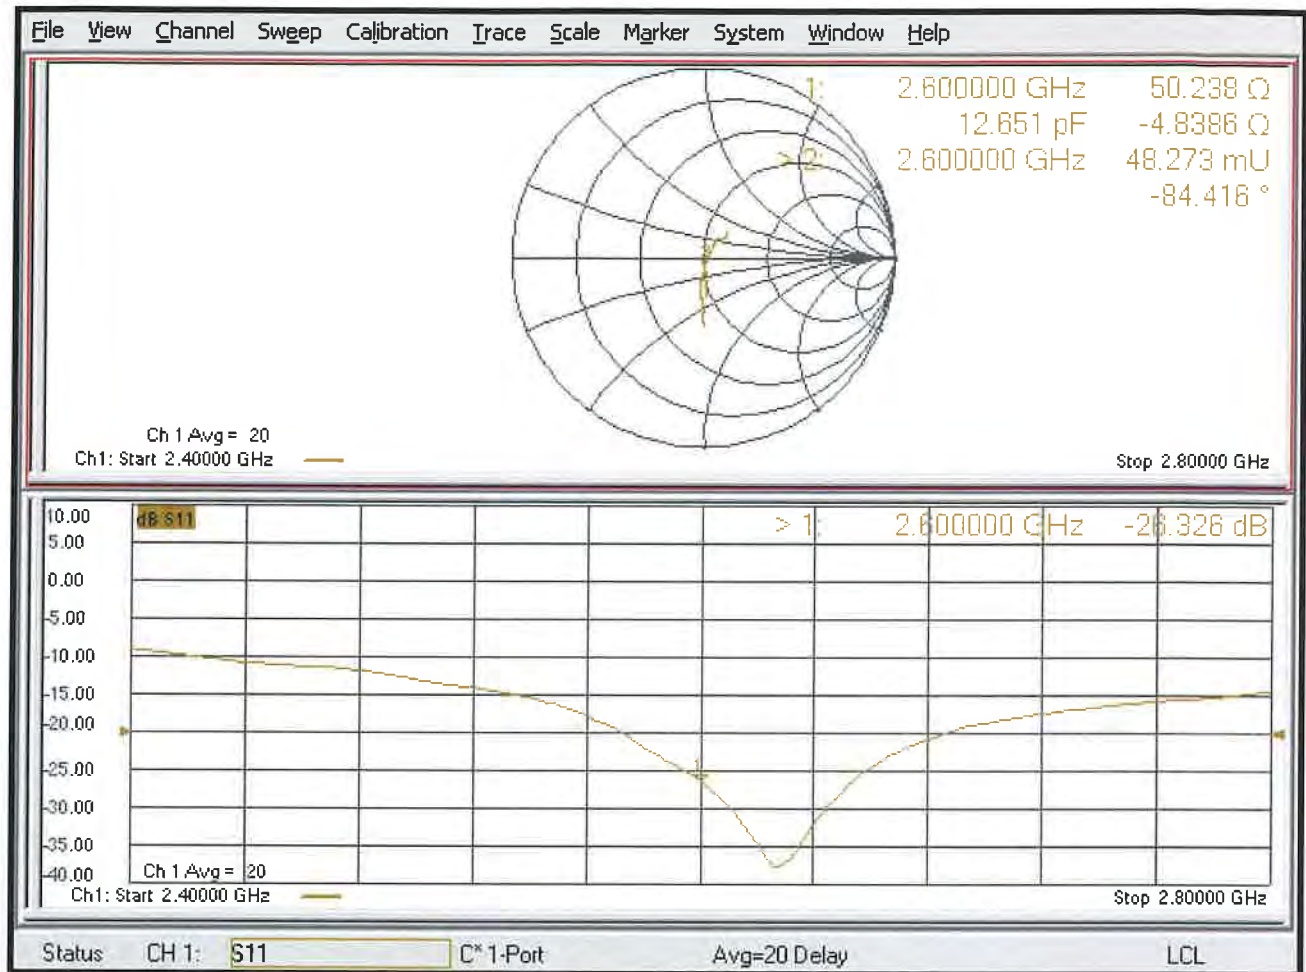 File View Channel Sweep Calibration Trace Scale Marker System Window Help
1: 2.600000 GHz 50.238 Ω
12.651 pF -4.8386 Ω
> 2: 2.600000 GHz 48.273 mU
-84.416 °
Ch 1 Avg = 20
Ch1: Start 2.40000 GHz Stop 2.80000 GHz
10.00 dB S11 > 1: 2.600000 GHz -26.326 dB
5.00
0.00
-5.00
-10.00
-15.00
-20.00
-25.00
1
-30.00
-35.00
-40.00 Ch 1 Avg = 20
Ch1: Start 2.40000 GHz Stop 2.80000 GHz
Status CH 1: S11 C* 1-Port Avg=20 Delay LCL